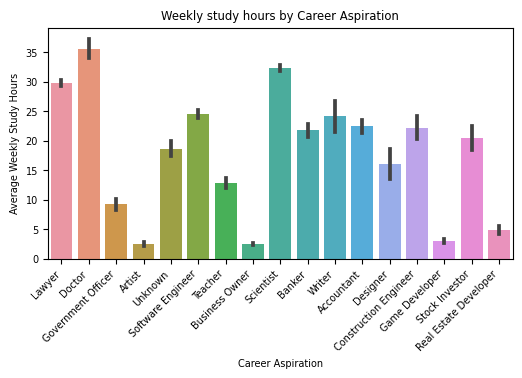 Weekly study hours by Career Aspiration
Average Weekly Study Hours
35
30
25
20
15
10
5
0
Lawyer
Doctor
Government Officer
Artist
Unknown
Software Engineer
Teacher
Business Owner
Scientist
Banker
Writer
Accountant
Designer
Construction Engineer
Game Developer
Stock Investor
Real Estate Developer
Career Aspiration